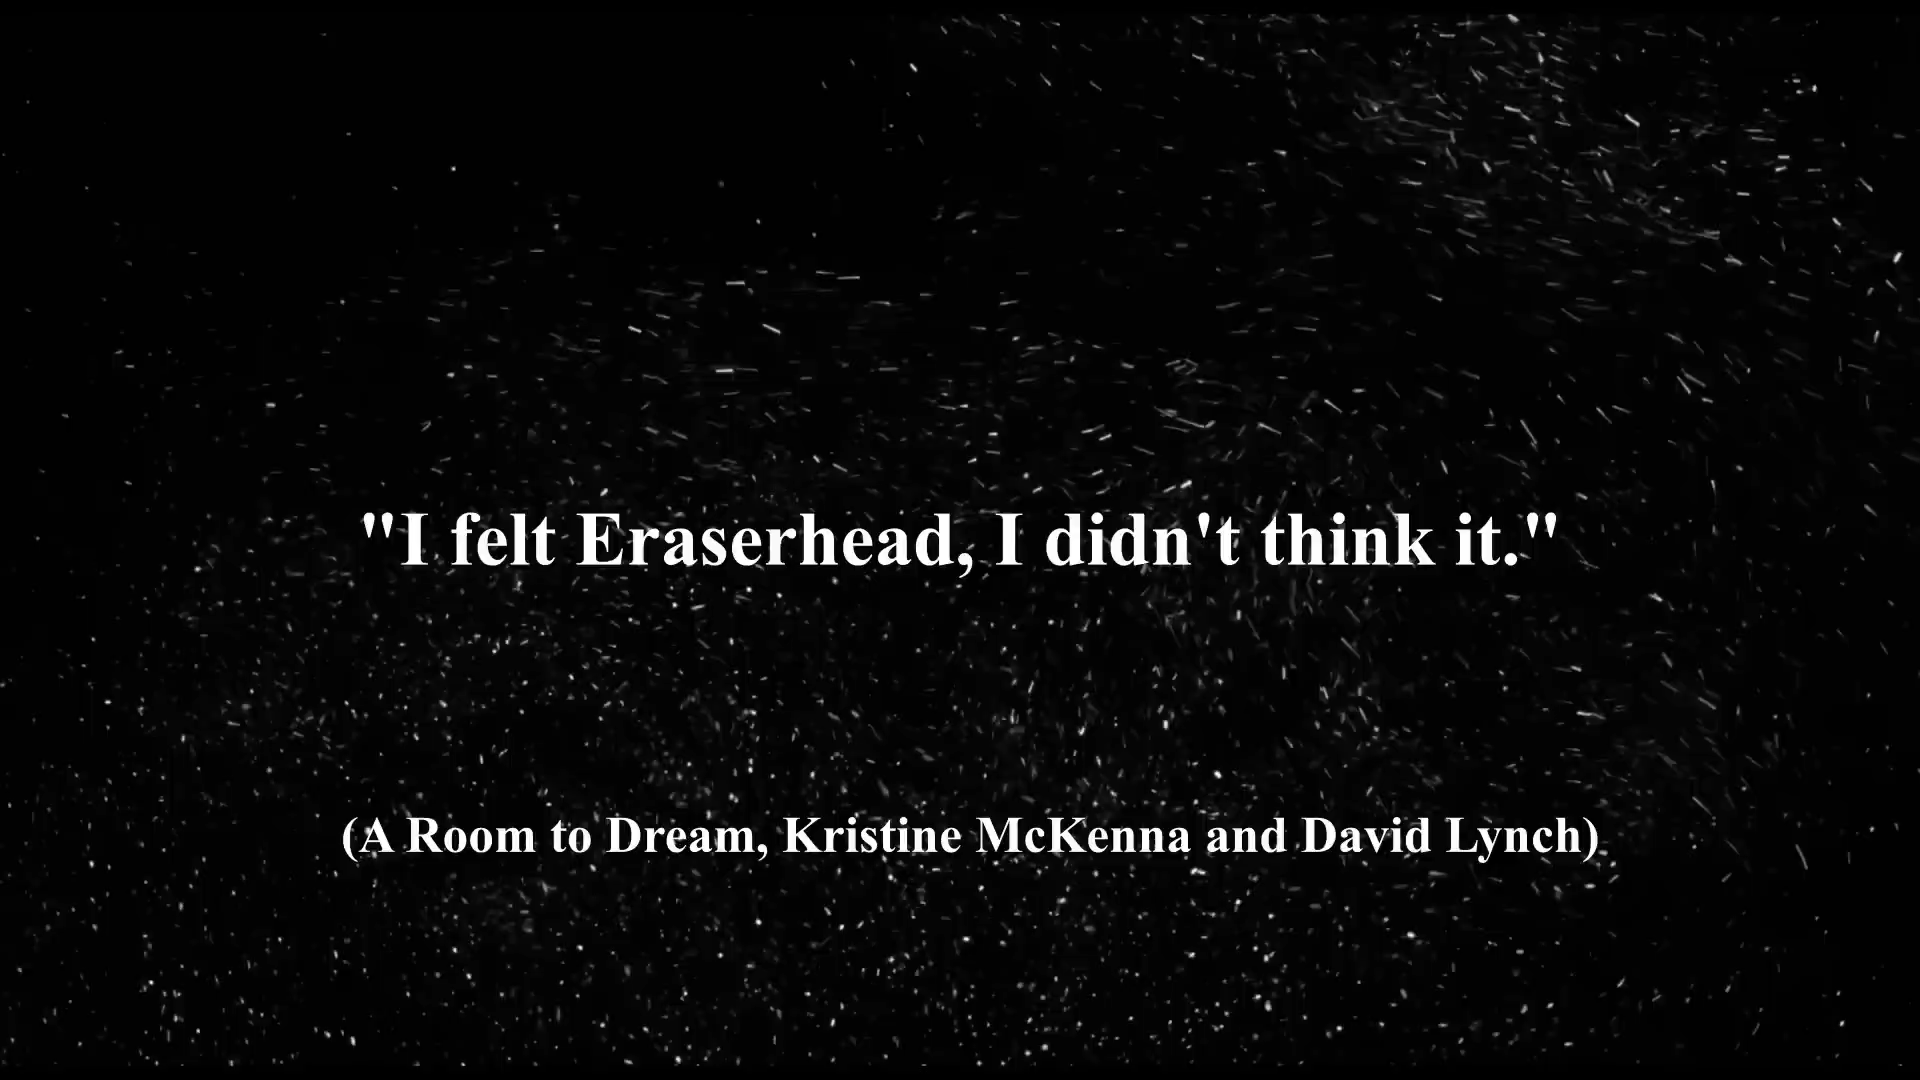 "I felt Eraserhead, I didn't think it."
(A Room to Dream, Kristine McKenna and David Lynch)